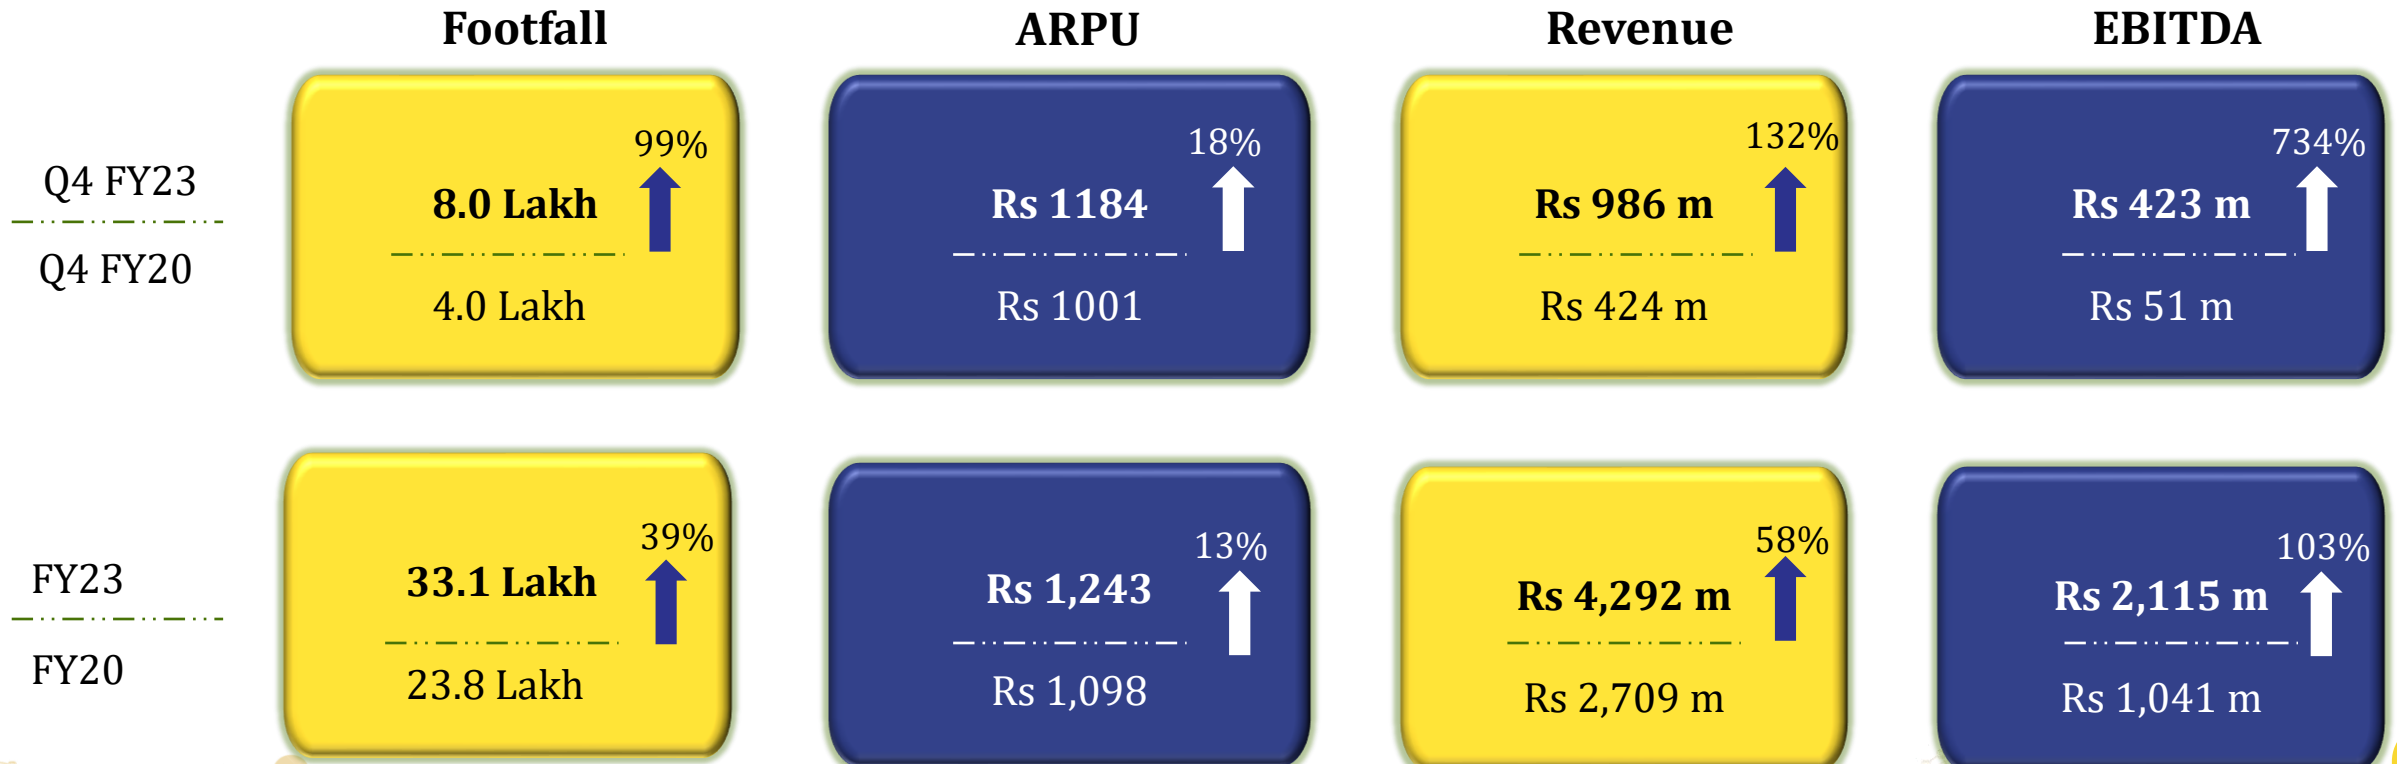 Footfall
ARPU
Revenue
EBITDA
Q4 FY23
Q4 FY20
99%
8.0 Lakh
4.0 Lakh
18%
Rs 1184
Rs 1001
132%
Rs 986 m
Rs 424 m
734%
Rs 423 m
Rs 51 m
FY23
FY20
39%
33.1 Lakh
23.8 Lakh
13%
Rs 1,243
Rs 1,098
58%
Rs 4,292 m
Rs 2,709 m
103%
Rs 2,115 m
Rs 1,041 m